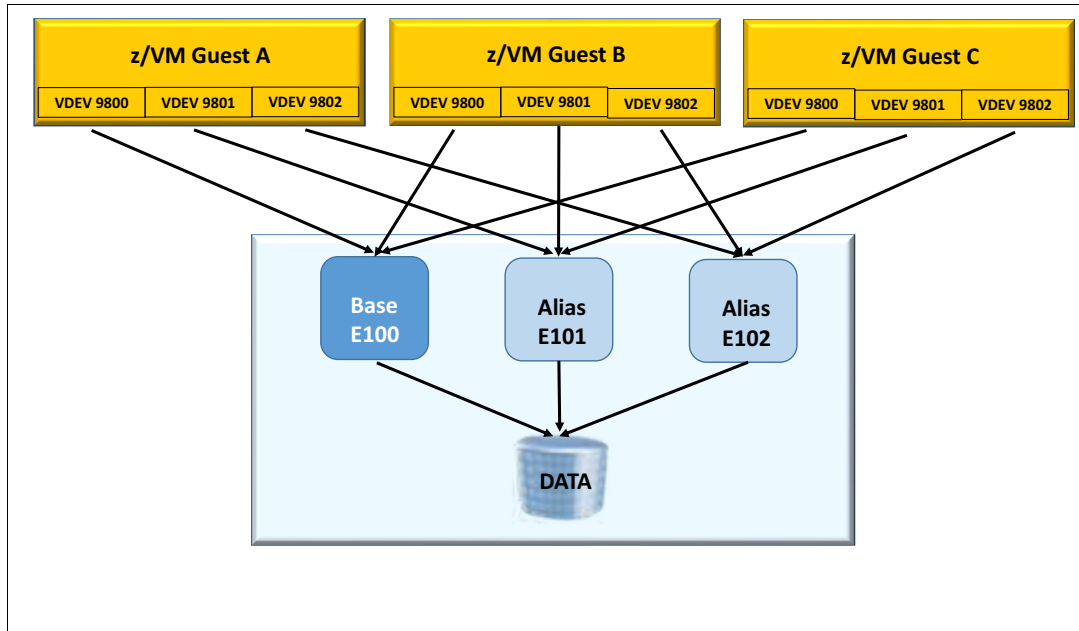 z/VM Guest A
VDEV 9800 VDEV 9801 VDEV 9802
z/VM Guest B
VDEV 9800 VDEV 9801 VDEV 9802
z/VM Guest C
VDEV 9800 VDEV 9801 VDEV 9802
Base
E100
Alias
E101
Alias
E102
DATA